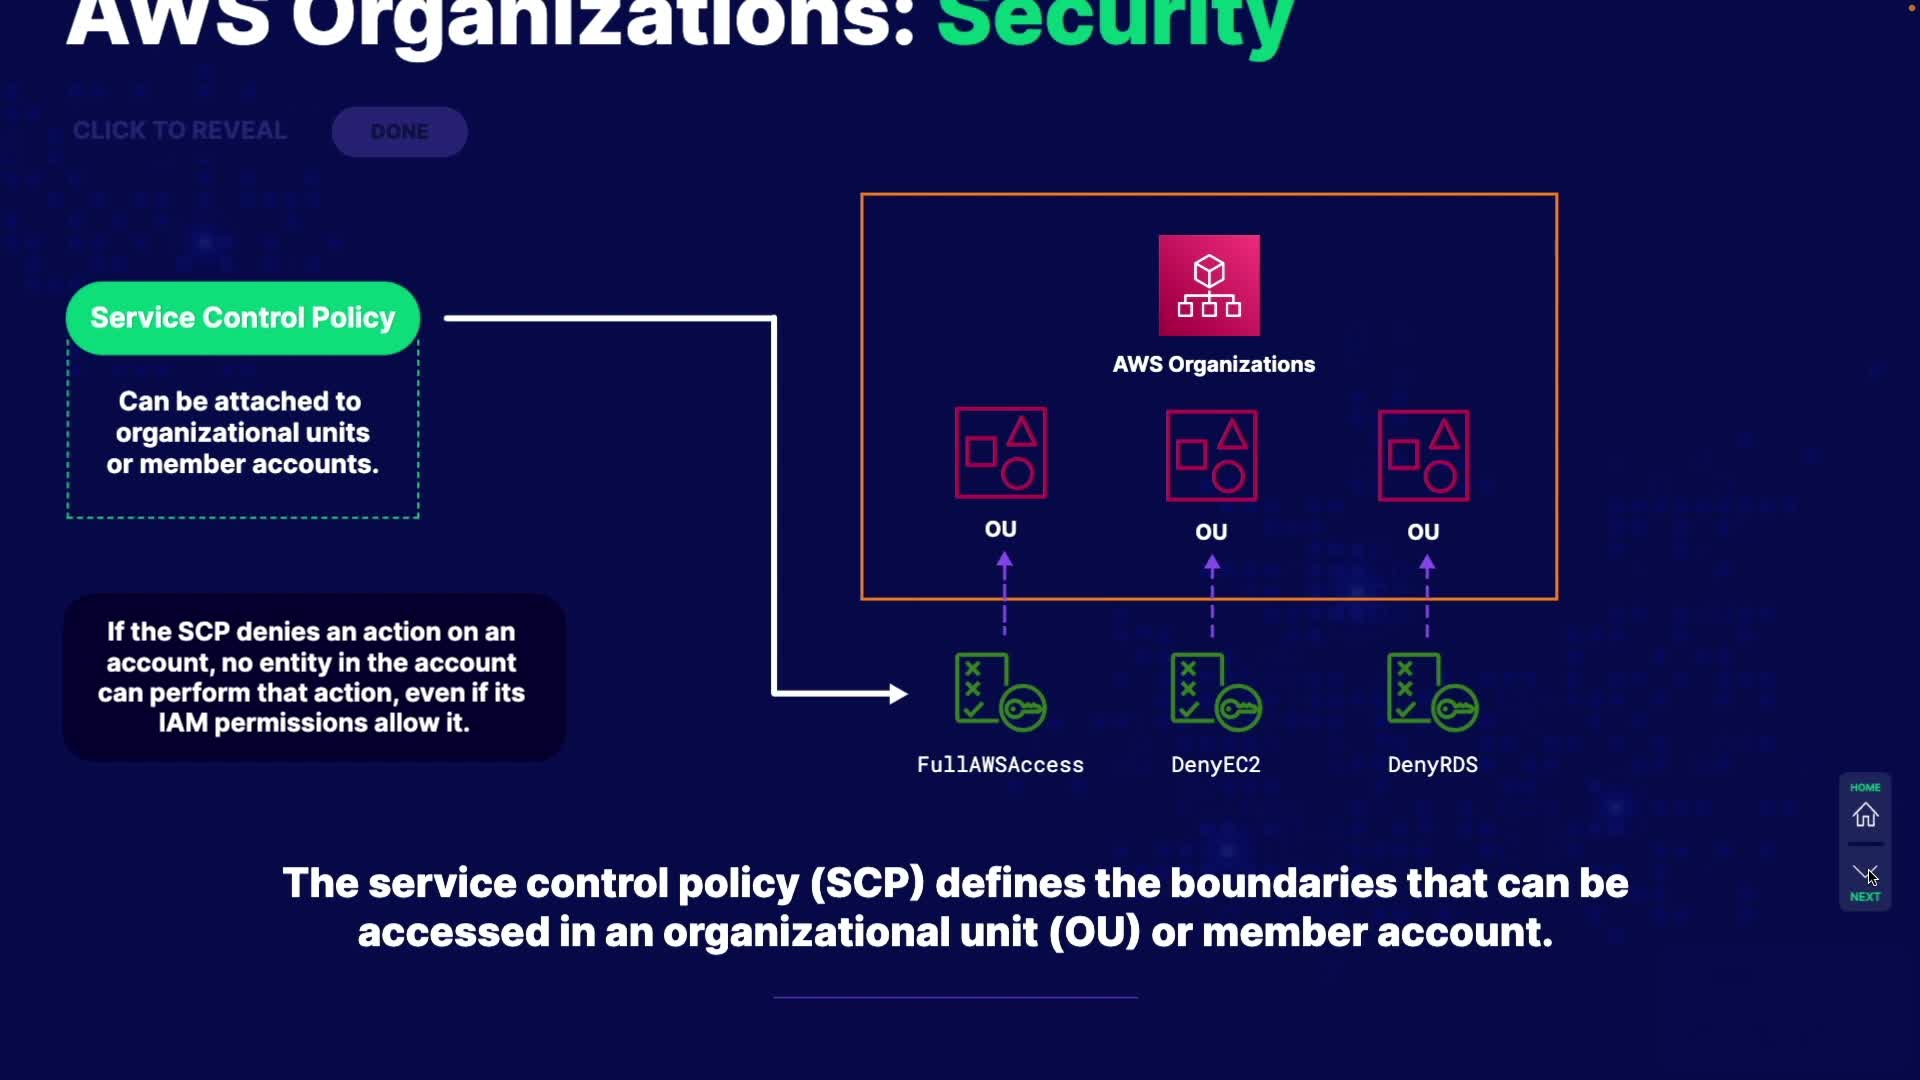 AWS Organizations: Security
CLICK TO REVEAL
DONE
Service Control Policy
Can be attached to
organizational units
or member accounts.
If the SCP denies an action on an
account, no entity in the account
can perform that action, even if its
IAM permissions allow it.
AWS Organizations
OU
OU
OU
FullAWSAccess
DenyEC2
DenyRDS
The service control policy (SCP) defines the boundaries that can be
accessed in an organizational unit (OU) or member account.
HOME
NEXT